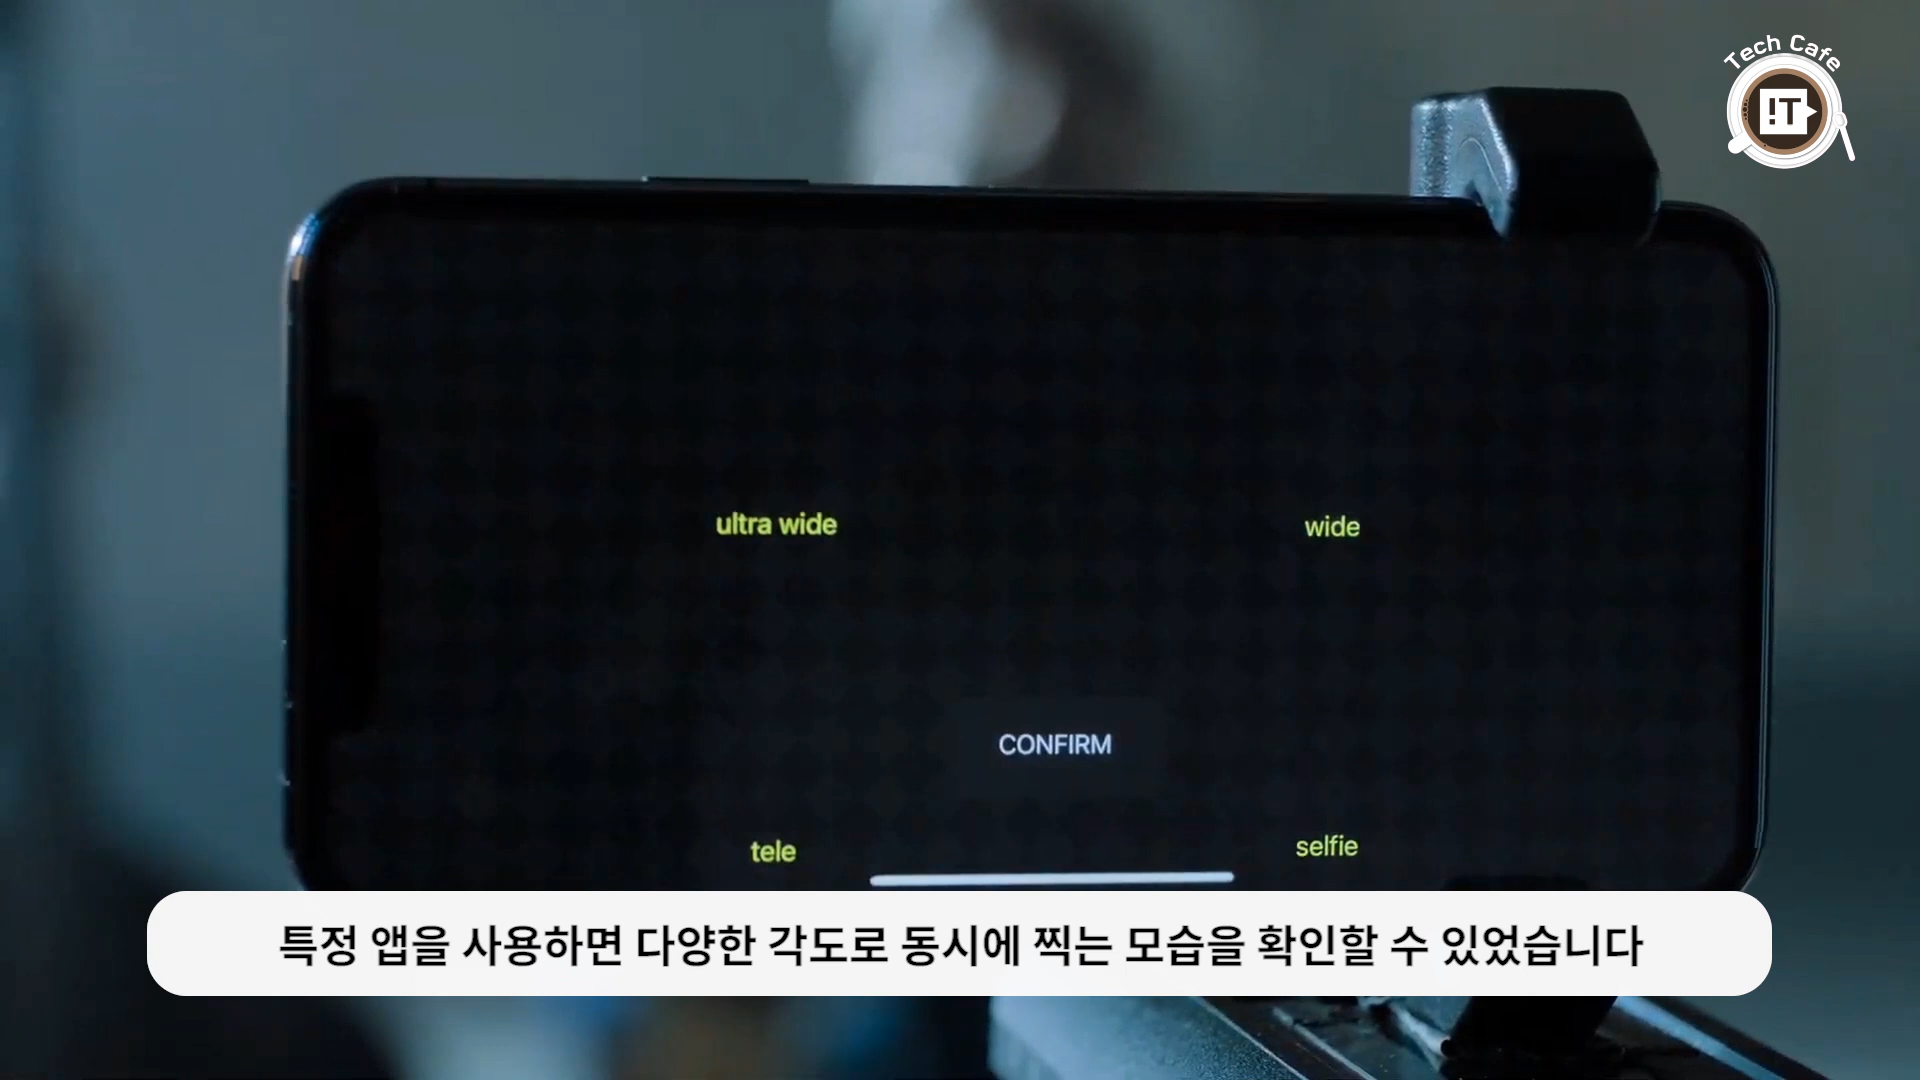 Tech Cafe
!T
ultra wide
wide
CONFIRM
tele
selfie
특정 앱을 사용하면 다양한 각도로 동시에 찍는 모습을 확인할 수 있었습니다